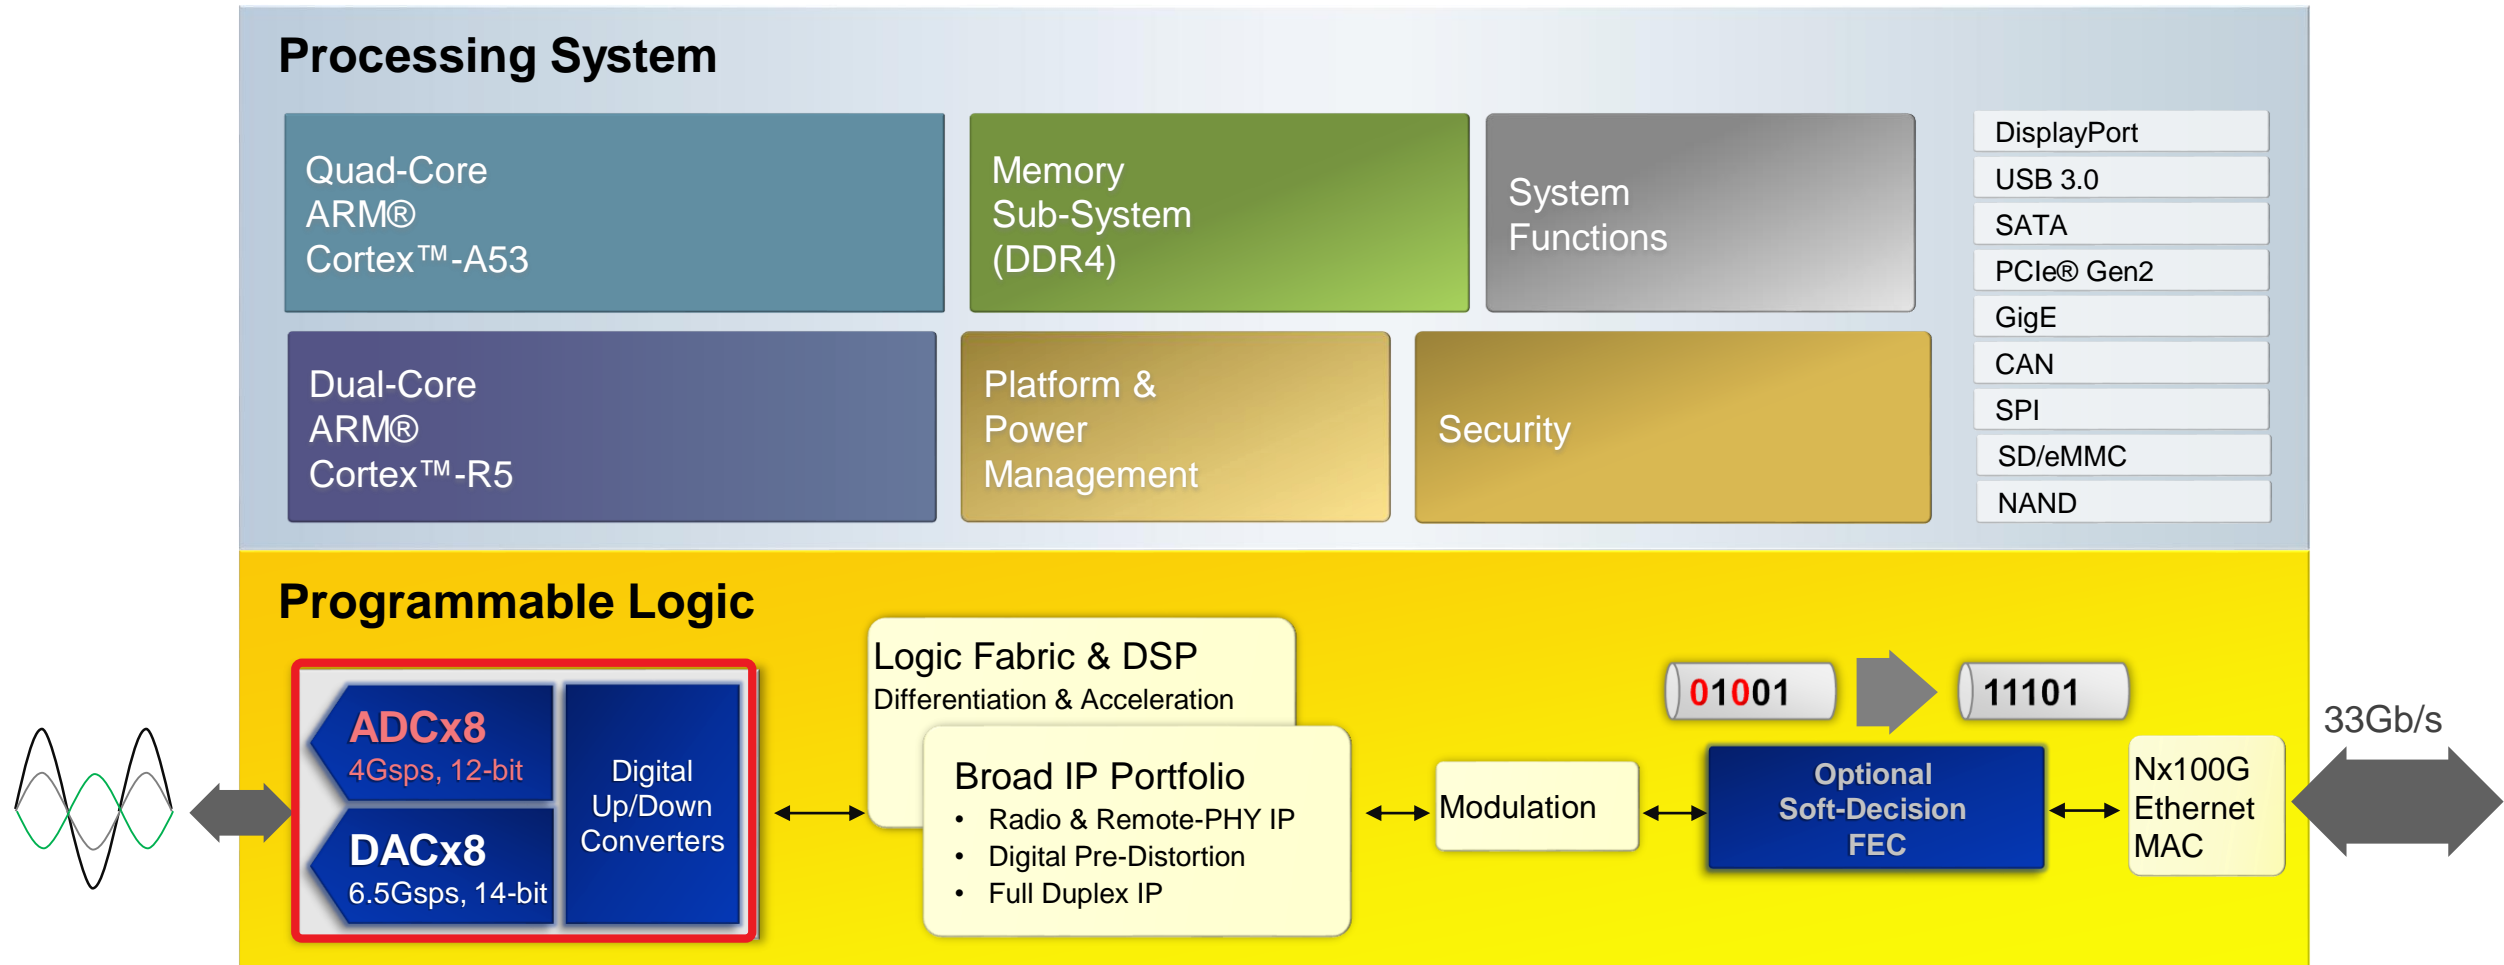 Processing System
Quad-Core
ARM®
Cortex™-A53
Memory
Sub-System
(DDR4)
System
Functions
DisplayPort
USB 3.0
SATA
PCIe® Gen2
GigE
CAN
SPI
SD/eMMC
NAND
Dual-Core
ARM®
Cortex™-R5
Platform &
Power
Management
Security
Programmable Logic
ADCx8
4Gsps, 12-bit
DACx8
6.5Gsps, 14-bit
Digital
Up/Down
Converters
Logic Fabric & DSP
Differentiation & Acceleration
Broad IP Portfolio
• Radio & Remote-PHY IP
• Digital Pre-Distortion
• Full Duplex IP
Modulation
01001
11101
Optional
Soft-Decision
FEC
Nx100G
Ethernet
MAC
33Gb/s